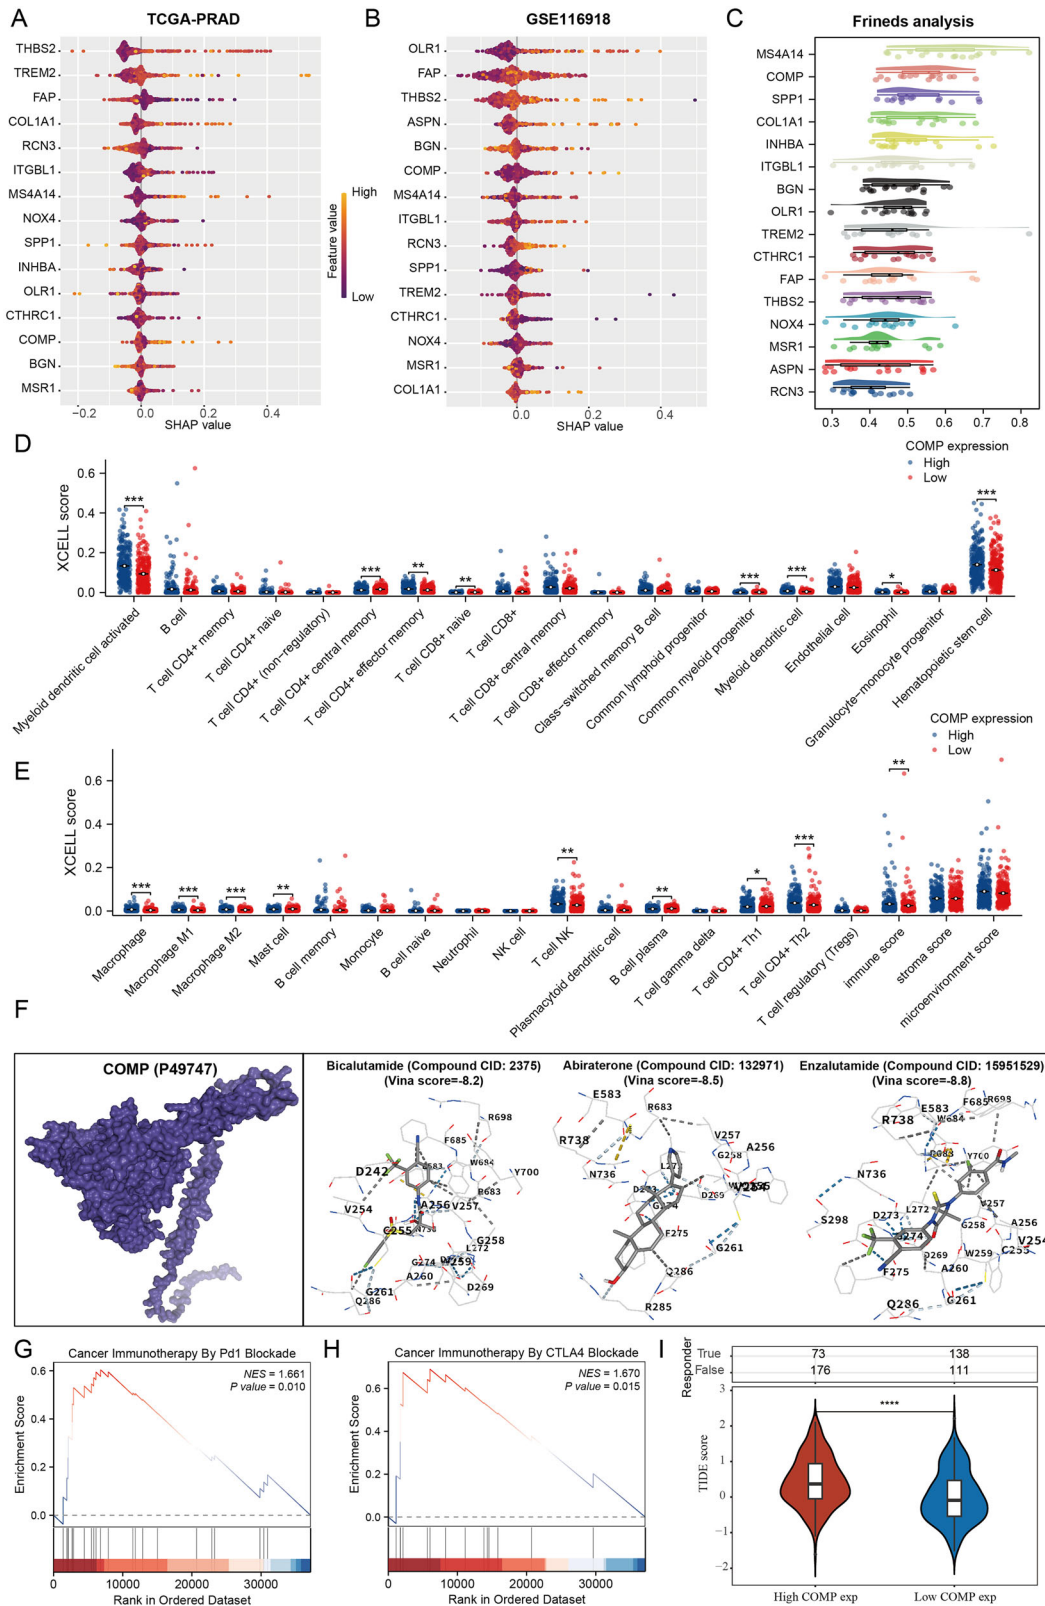 A
TCGA-PRAD
THBS2
TREM2
FAP
COL1A1
RCN3
ITGBL1
MS4A14
NOX4
SPP1
INHBA
OLR1
CTHRC1
COMP
BGN
MSR1
−0.2 0.0 0.2 0.4
SHAP value
High
Feature value
Low
B
GSE116918
OLR1
FAP
THBS2
ASPN
BGN
COMP
MS4A14
ITGBL1
RCN3
SPP1
TREM2
CTHRC1
NOX4
MSR1
COL1A1
0.0 0.2 0.4
SHAP value
C
Frineds analysis
MS4A14
COMP
SPP1
COL1A1
INHBA
ITGBL1
BGN
OLR1
TREM2
CTHRC1
FAP
THBS2
NOX4
MSR1
ASPN
RCN3
0.3 0.4 0.5 0.6 0.7 0.8
D
COMP expression
High
Low
XCELL score
0.6
0.4
0.2
0.0
*** *** ** ** *** *** * ***
Myeloid dendritic cell activated
B cell
T cell CD4+ memory
T cell CD4+ naive
T cell CD4+ (non−regulatory)
T cell CD4+ central memory
T cell CD4+ effector memory
T cell CD8+ naive
T cell CD8+
T cell CD8+ central memory
T cell CD8+ effector memory
Class−switched memory B cell
Common lymphoid progenitor
Common myeloid progenitor
Myeloid dendritic cell
Endothelial cell
Eosinophil
Granulocyte−monocyte progenitor
Hematopoietic stem cell
E
COMP expression
High
Low
XCELL score
0.6
0.4
0.2
0.0
*** *** *** ** ** ** * *** **
Macrophage
Macrophage M1
Macrophage M2
Mast cell
B cell memory
Monocyte
B cell naive
Neutrophil
NK cell
T cell NK
Plasmacytoid dendritic cell
B cell plasma
T cell gamma delta
T cell CD4+ Th1
T cell CD4+ Th2
T cell regulatory (Tregs)
immune score
stroma score
microenvironment score
F
COMP (P49747)
Bicalutamide (Compound CID: 2375)
(Vina score=-8.2)
R698
F685
W684
D242
Y700
R683
A256
V257
V254
C255
G258
L272
G274
W259
A260
D269
G261
Q286
Abiraterone (Compound CID: 132971)
(Vina score=-8.5)
E583
R683
R738
V257
A256
G258
N736
L272
D273
D269
G274
F275
G261
Q286
R285
Enzalutamide (Compound CID: 15951529)
(Vina score=-8.8)
E583
F685
R698
R738
W684
R683
Y700
N736
L272
V257
S298
D273
G258
A256
G274
V254
C255
D269
W259
F275
A260
Q286
G261
G
Cancer Immunotherapy By Pd1 Blockade
NES = 1.661
P value = 0.010
Enrichment Score
0.6
0.4
0.2
0.0
0 10000 20000 30000
Rank in Ordered Dataset
H
Cancer Immunotherapy By CTLA4 Blockade
NES = 1.670
P value = 0.015
Enrichment Score
0.6
0.4
0.2
0.0
0 10000 20000 30000
Rank in Ordered Dataset
I
Responder
True 73 138
False 176 111
****
TIDE score
3
2
1
0
−1
−2
High COMP exp
Low COMP exp